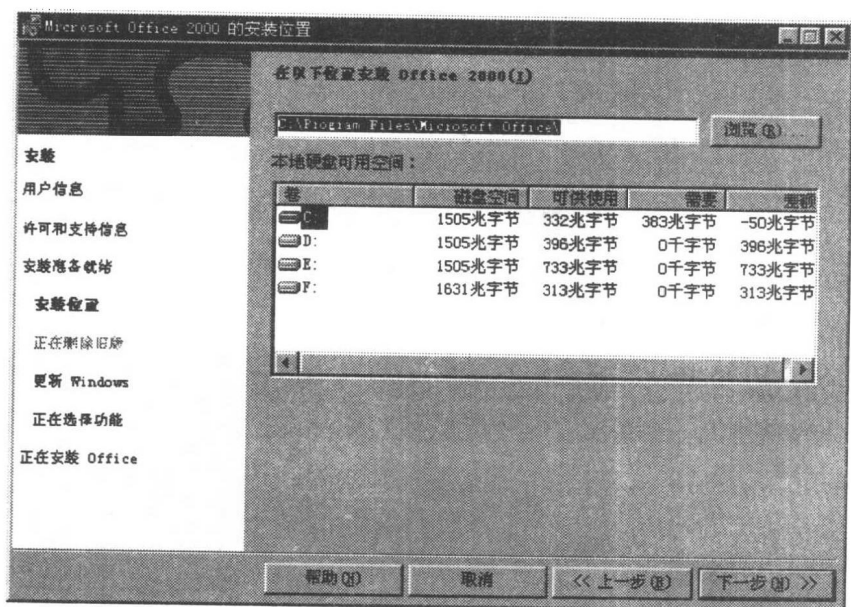 Microsoft Office 2000 的安装位置
在以下位置安装 Office 2000(I)
C:\Program Files\Microsoft Office\
浏览(R)...
安装
用户信息
许可和支持信息
安装准备就绪
安装位置
正在删除旧版
更新 Windows
正在选择功能
正在安装 Office
本地硬盘可用空间：
卷 磁盘空间 可供使用 需要 差额
C: 1505兆字节 332兆字节 383兆字节 -50兆字节
D: 1505兆字节 396兆字节 0千字节 396兆字节
E: 1505兆字节 733兆字节 0千字节 733兆字节
F: 1631兆字节 313兆字节 0千字节 313兆字节
帮助(H) 取消 << 上一步(B) 下一步(N) >>